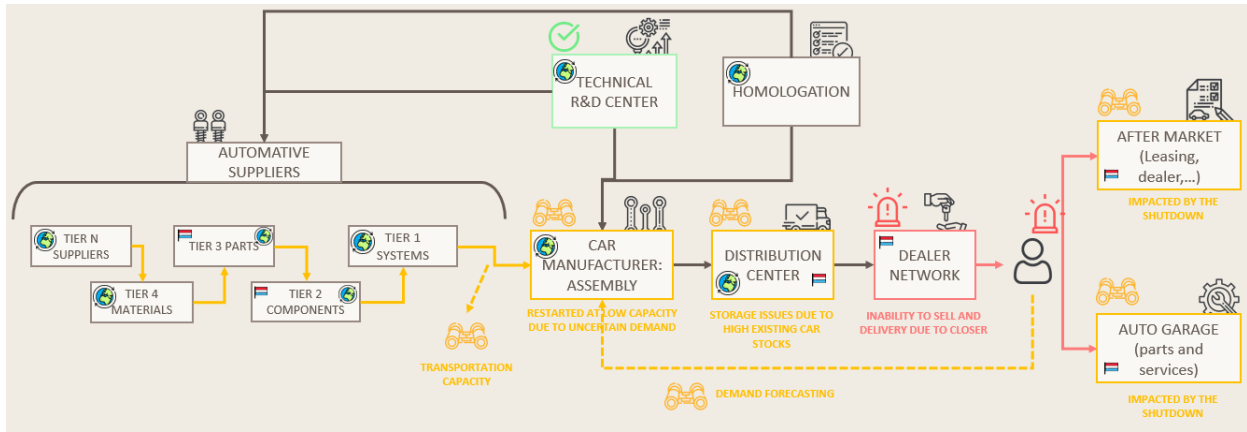 TECHNICAL
R&D CENTER
HOMOLOGATION
AUTOMATIVE
SUPPLIERS
TIER N
SUPPLIERS
TIER 4
MATERIALS
TIER 3 PARTS
TIER 2
COMPONENTS
TIER 1
SYSTEMS
TRANSPORTATION
CAPACITY
CAR
MANUFACTURER:
ASSEMBLY
RESTARTED AT LOW CAPACITY
DUE TO UNCERTAIN DEMAND
DISTRIBUTION
CENTER
STORAGE ISSUES DUE TO
HIGH EXISTING CAR
STOCKS
DEALER
NETWORK
INABILITY TO SELL AND
DELIVERY DUE TO CLOSER
DEMAND FORECASTING
AFTER MARKET
(Leasing,
dealer,...)
IMPACTED BY THE
SHUTDOWN
AUTO GARAGE
(parts and
services)
IMPACTED BY THE
SHUTDOWN